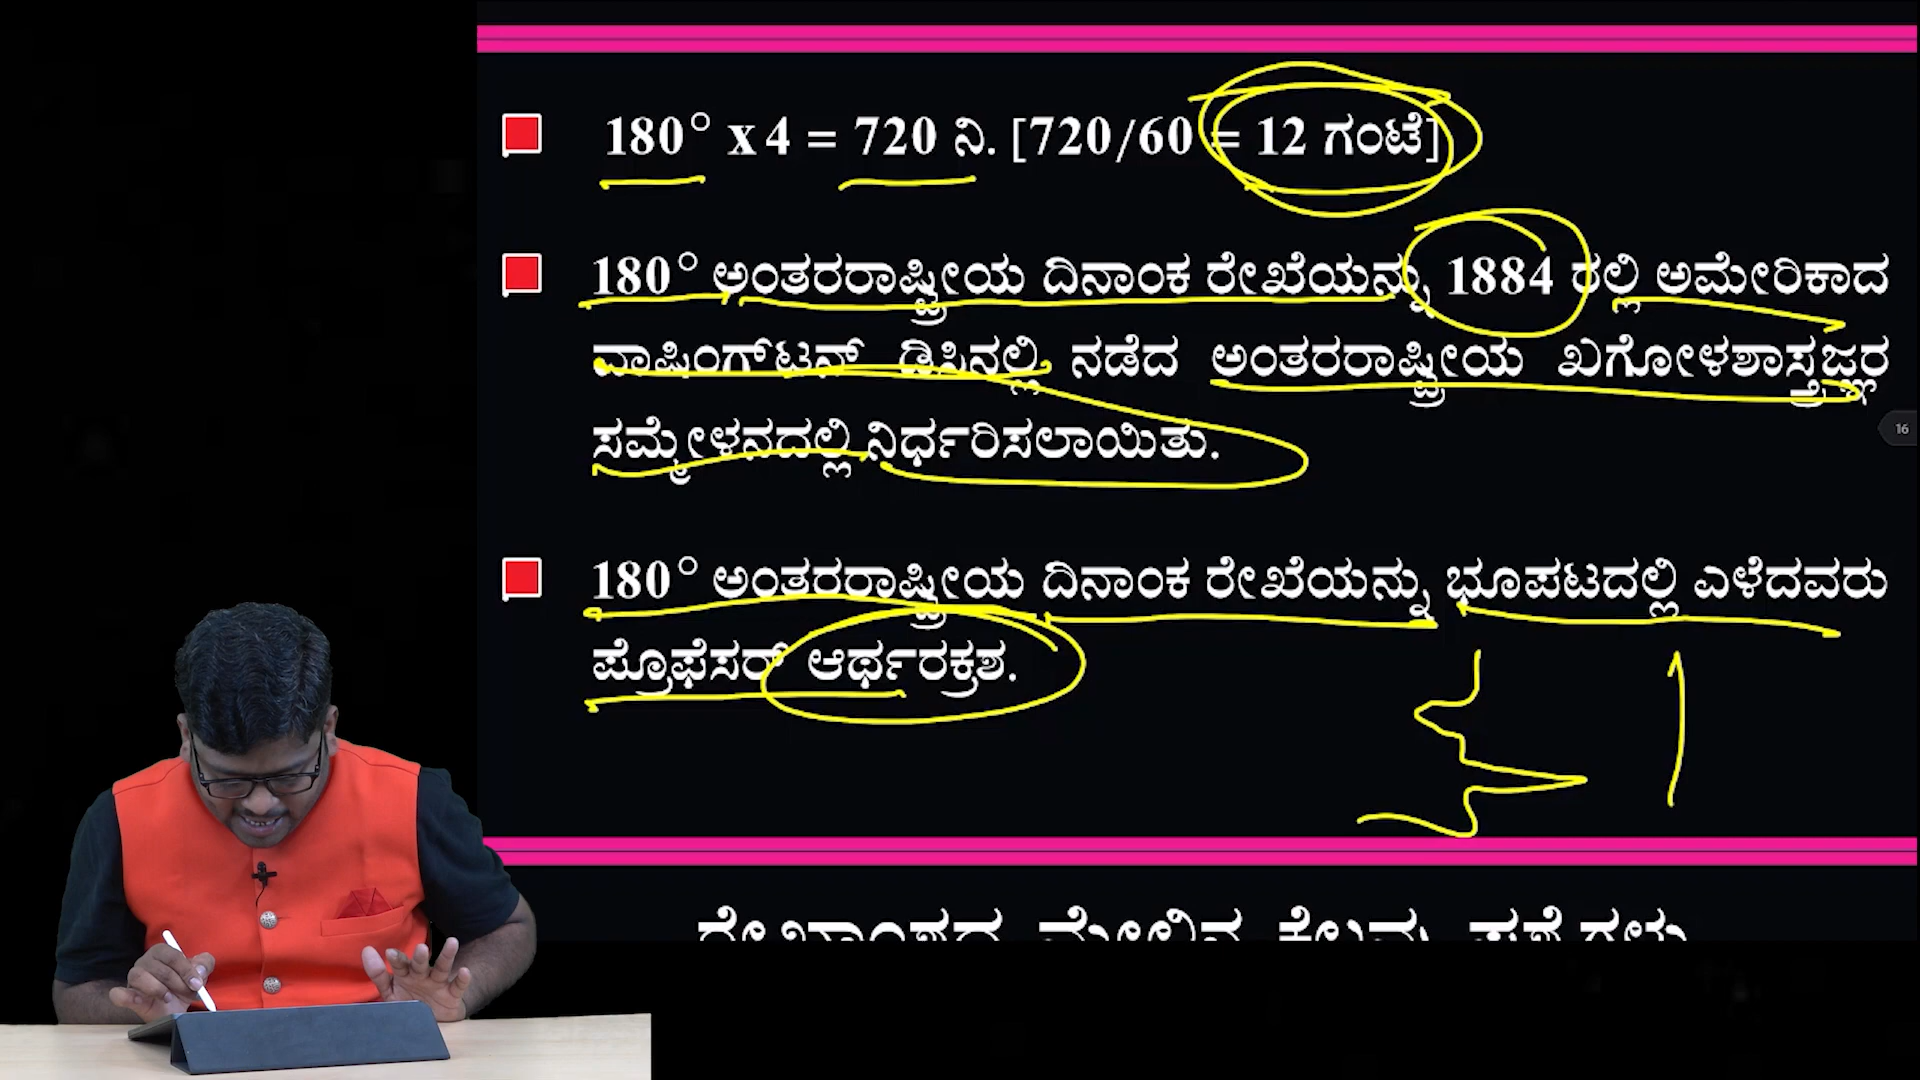 180° x 4 = 720 ನಿ. [720/60 = 12 ಗಂಟೆ]
180° ಅಂತರರಾಷ್ಟ್ರೀಯ ದಿನಾಂಕ ರೇಖೆಯನ್ನು 1884 ರಲ್ಲಿ ಅಮೇರಿಕಾದ
ವಾಷಿಂಗ್‌ಟನ್ ಡಿಸಿನಲ್ಲಿ ನಡೆದ ಅಂತರರಾಷ್ಟ್ರೀಯ ಖಗೋಳಶಾಸ್ತ್ರಜ್ಞರ
ಸಮ್ಮೇಳನದಲ್ಲಿ ನಿರ್ಧರಿಸಲಾಯಿತು.
16
180° ಅಂತರರಾಷ್ಟ್ರೀಯ ದಿನಾಂಕ ರೇಖೆಯನ್ನು ಭೂಪಟದಲ್ಲಿ ಎಳೆದವರು
ಪ್ರೊಫೆಸರ್ ಆರ್ಥರಕ್ರಶ.